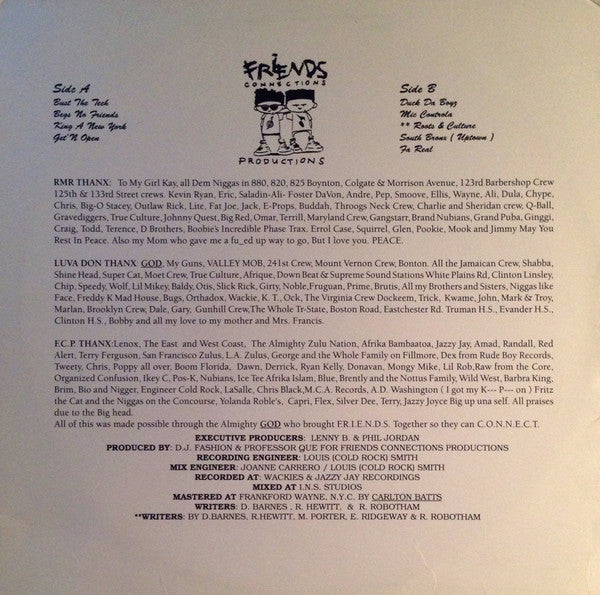 FRIENDS
CONNECTIONS
PRODUCTIONS
Side A
Bust The Tech
Begs No Friends
King A New York
Get'N Open
Side B
Duck Da Boyz
Mic Controla
** Roots & Culture
South Bronx ( Uptown )
Fa Real
RMR THANX: To My Girl Kay, all Dem Niggas in 880, 820, 825 Boynton, Colgate & Morrison Avenue, 123rd Barbershop Crew
125th & 133rd Street crews. Kevin Ryan, Eric, Saladin-Ali- Foster DaVon, Andre, Pep, Smoove, Ellis, Wayne, Ali, Dula, Chype,
Chris, Big-O Stacey, Outlaw Rick, Lite, Fat Joe, Jack, E-Props, Buddah, Throogs Neck Crew, Charlie and Sheridan crew, Q-Ball,
Gravediggers, True Culture, Johnny Quest, Big Red, Omar, Terrill, Maryland Crew, Gangstarr, Brand Nubians, Grand Puba, Ginggi,
Craig, Todd, Terence, D Brothers, Boobie's Incredible Phase Trax. Errol Case, Squirrel, Glen, Pookie, Mook and Jimmy May You
Rest In Peace. Also my Mom who gave me a fu_ed up way to go, But I love you. PEACE.
LUVA DON THANX: GOD, My Guns, VALLEY MOB, 241st Crew, Mount Vernon Crew, Bonton. All the Jamaican Crew, Shabba,
Shine Head, Super Cat, Moet Crew, True Culture, Afrique, Down Beat & Supreme Sound Stations White Plains Rd, Clinton Linsley,
Chip, Speedy, Wolf, Lil Mikey, Baldy, Otis, Slick Rick, Girty, Noble,Fruguan, Prime, Brutis, All my Brothers and Sisters, Niggas like
Face, Freddy K Mad House, Bugs, Orthadox. Wackie, K. T., Ock, The Virginia Crew Dockeem, Trick, Kwame, John, Mark & Troy,
Marlan, Brooklyn Crew, Dale, Gary, Gunhill Crew,The Whole Tr-State, Boston Road, Eastchester Rd. Truman H.S., Evander H.S.,
Clinton H.S., Bobby and all my love to my mother and Mrs. Francis.
F.C.P. THANX:Lenox, The East and West Coast, The Almighty Zulu Nation, Afrika Bambaatoa, Jazzy Jay, Amad, Randall, Red
Alert, Terry Ferguson, San Francisco Zulus, L.A. Zulus, George and the Whole Family on Fillmore, Dex from Rude Boy Records,
Tweety, Chris, Poppy all over, Boom Florida, Dawn, Derrick, Ryan Kelly, Donavan, Mongy Mike, Lil Rob,Raw from the Core,
Organized Confusion, Ikey C, Pos-K, Nubians, Ice Tee Afrika Islam, Blue, Brently and the Nottus Family, Wild West, Barbra King,
Brim, Bio and Nigger, Engineer Cold Rock, LaSalle, Chris Black,M.C.A. Records, A.D. Washington ( I got my K--- P--- on ) Fritz
the Cat and the Niggas on the Concourse, Yolanda Roble's, Capri, Flex, Silver Dee, Terry, Jazzy Joyce Big up una self. All praises
due to the Big head.
All of this was made possible through the Almighty GOD who brought F.R.I.E.N.D.S. Together so they can C.O.N.N.E.C.T.
EXECUTIVE PRODUCERS: LENNY B. & PHIL JORDAN
PRODUCED BY: D.J. FASHION & PROFESSOR QUE FOR FRIENDS CONNECTIONS PRODUCTIONS
RECORDING ENGINEER: LOUIS (COLD ROCK) SMITH
MIX ENGINEER: JOANNE CARRERO / LOUIS (COLD ROCK) SMITH
RECORDED AT: WACKIES & JAZZY JAY RECORDINGS
MIXED AT I.N.S. STUDIOS
MASTERED AT FRANKFORD WAYNE, N.Y.C. BY CARLTON BATTS
WRITERS: D. BARNES , R. HEWITT, & R. ROBOTHAM
**WRITERS: BY D.BARNES, R.HEWITT, M. PORTER, E. RIDGEWAY & R. ROBOTHAM